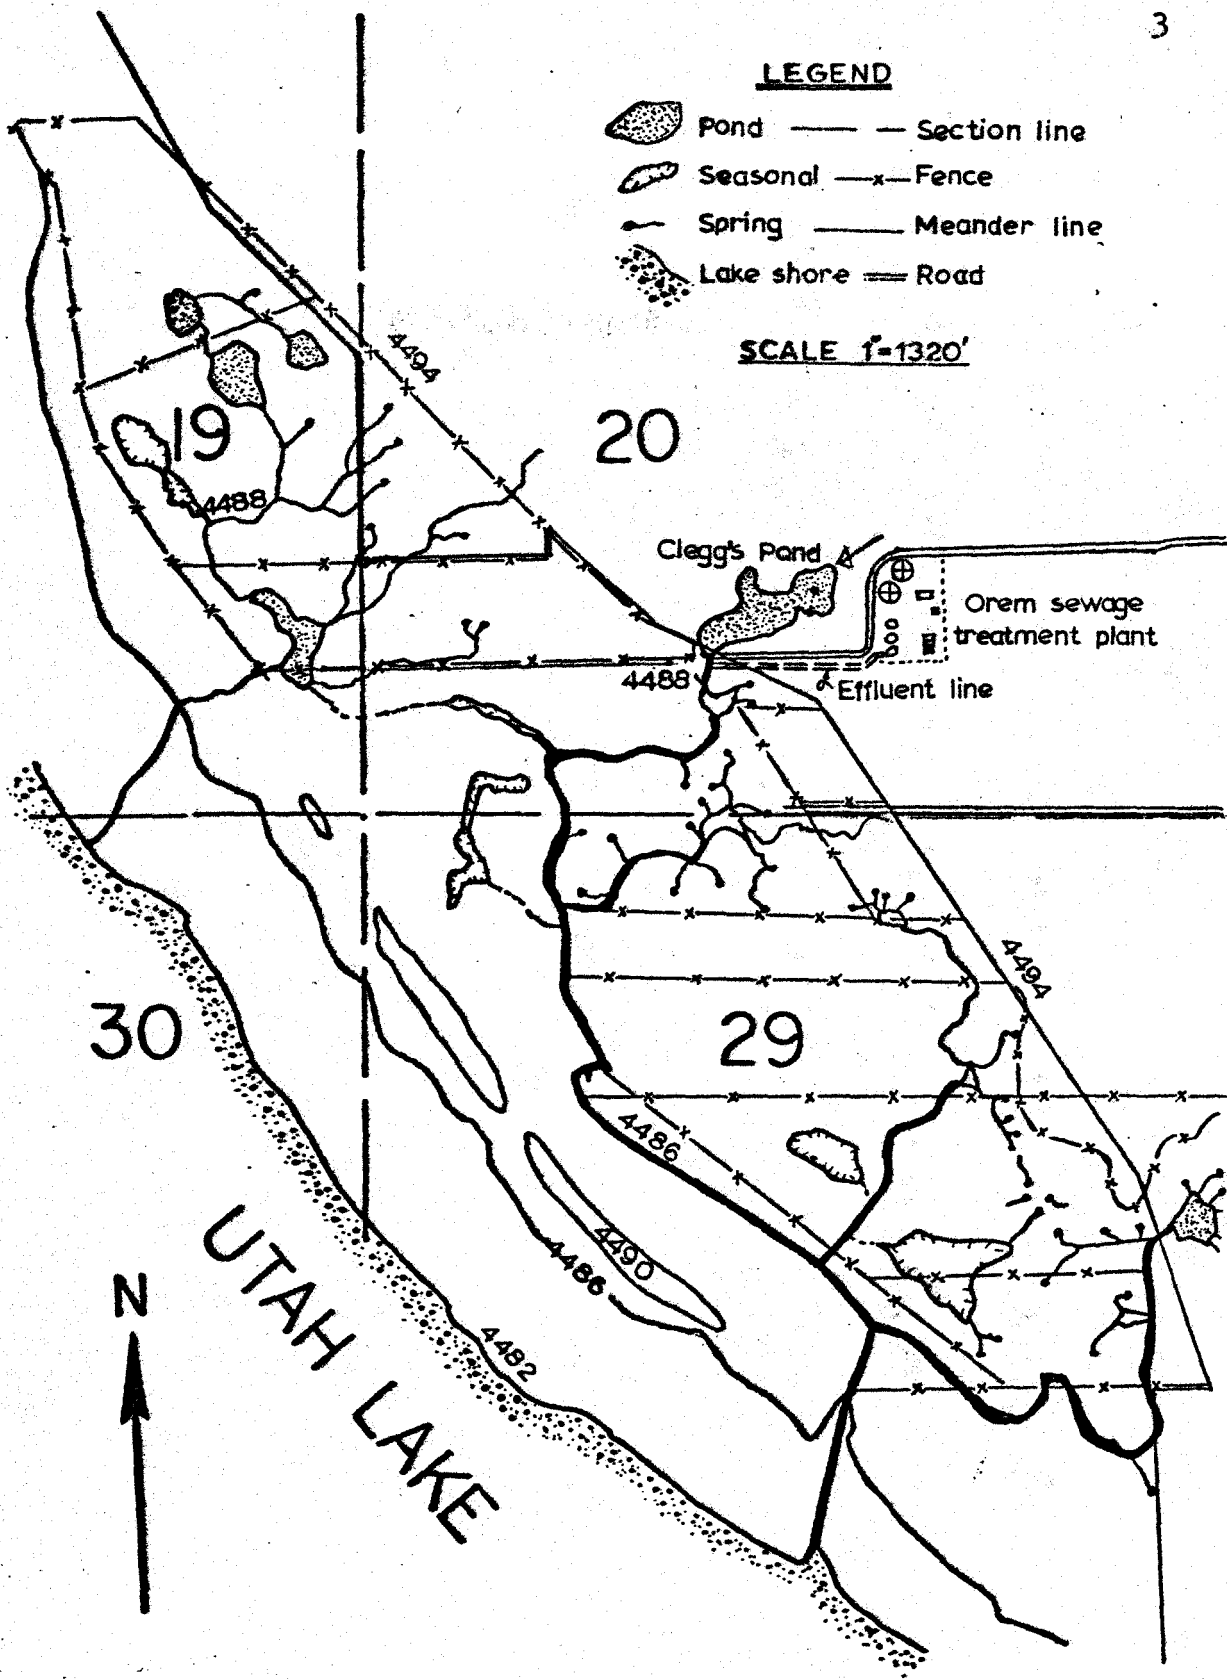 3
LEGEND
Pond
Section line
Seasonal
Fence
Spring
Meander line
Lake shore
Road
SCALE 1"=1320'
4494
19
20
4488
Clegg's Pond
Orem sewage
treatment plant
4488
Effluent line
4494
30
29
4486
UTAH LAKE
4490
4486
N
4482